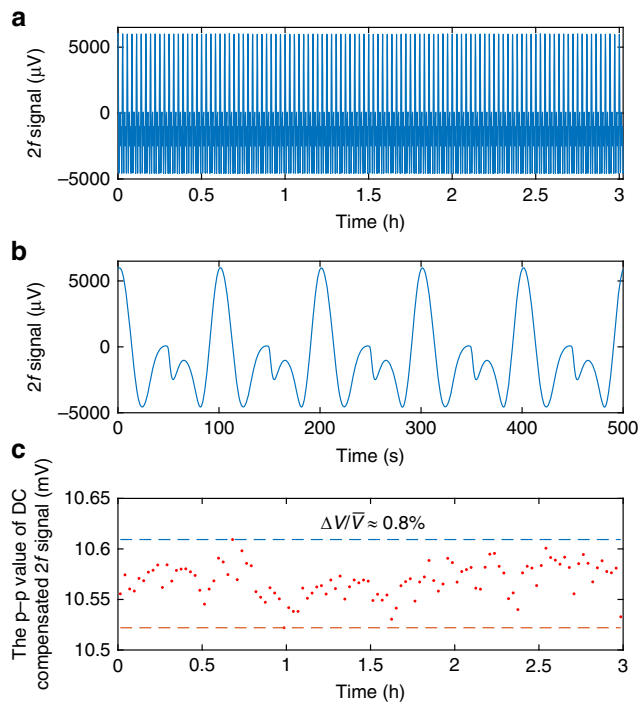 a
2f signal (µV)
5000
0
−5000
0
0.5
1
1.5
2
2.5
3
Time (h)
b
2f signal (µV)
5000
0
−5000
0
100
200
300
400
500
Time (s)
c
The p–p value of DC
compensated 2f signal (mV)
10.65
10.6
10.55
10.5
ΔV/V̅ ≈ 0.8%
0
0.5
1
1.5
2
2.5
3
Time (h)